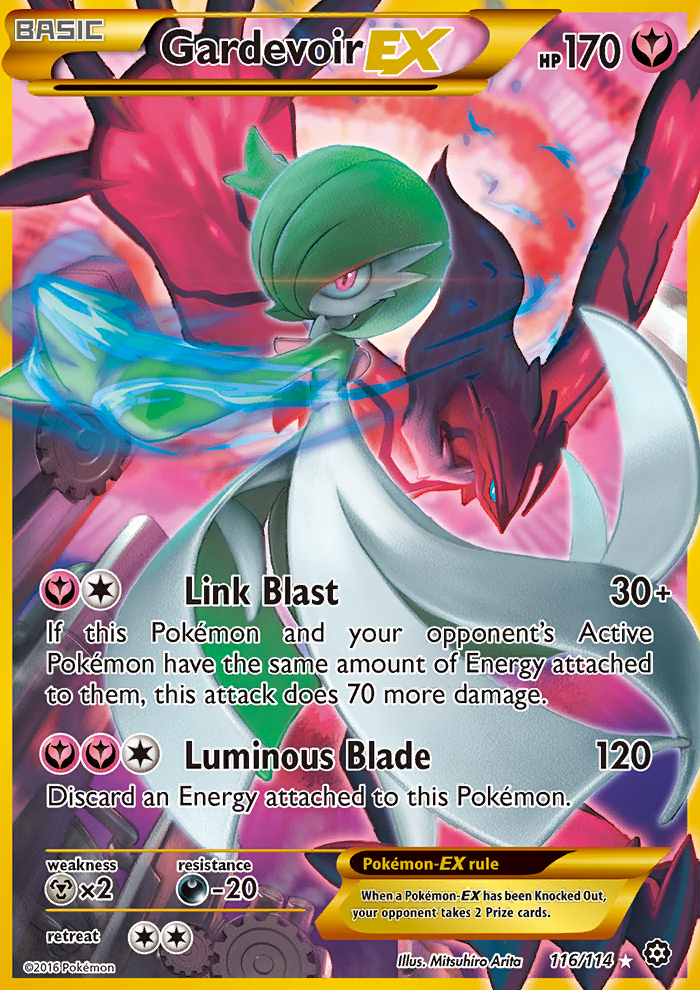 BASIC
Gardevoir EX
HP170
Link Blast 30+
If this Pokémon and your opponent's Active
Pokémon have the same amount of Energy attached
to them, this attack does 70 more damage.
Luminous Blade 120
Discard an Energy attached to this Pokémon.
weakness resistance
×2 -20
retreat
Pokémon-EX rule
When a Pokémon-EX has been Knocked Out,
your opponent takes 2 Prize cards.
©2016 Pokémon
Illus. Mitsuhiro Arita 116/114